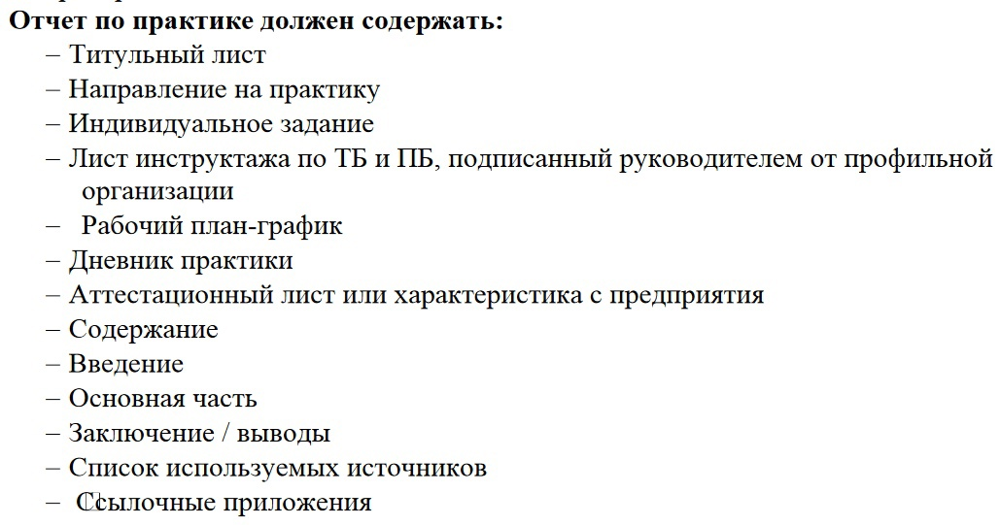 Отчет по практике должен содержать:
– Титульный лист
– Направление на практику
– Индивидуальное задание
– Лист инструктажа по ТБ и ПБ, подписанный руководителем от профильной
организации
– Рабочий план-график
– Дневник практики
– Аттестационный лист или характеристика с предприятия
– Содержание
– Введение
– Основная часть
– Заключение / выводы
– Список используемых источников
– Ссылочные приложения